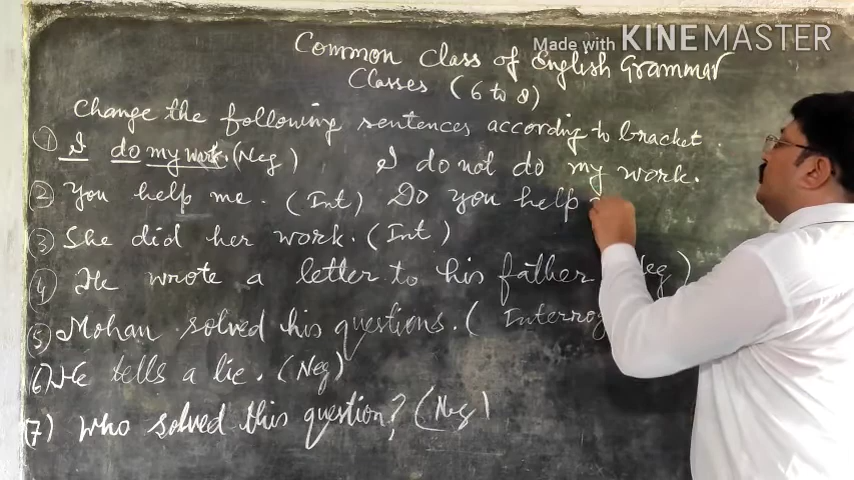 Made with KINEMASTER
Common Class of English Grammar
Classes (6 to 8)
Change the following sentences according to bracket.
① I do my work. (Neg) I do not do my work.
② You help me. (Int) Do you help
③ She did her work. (Int)
④ He wrote a letter to his father
⑤ Mohan solved his questions. (Interrog
(6) He tells a lie. (Neg)
(7) Who solved this question? (Neg)